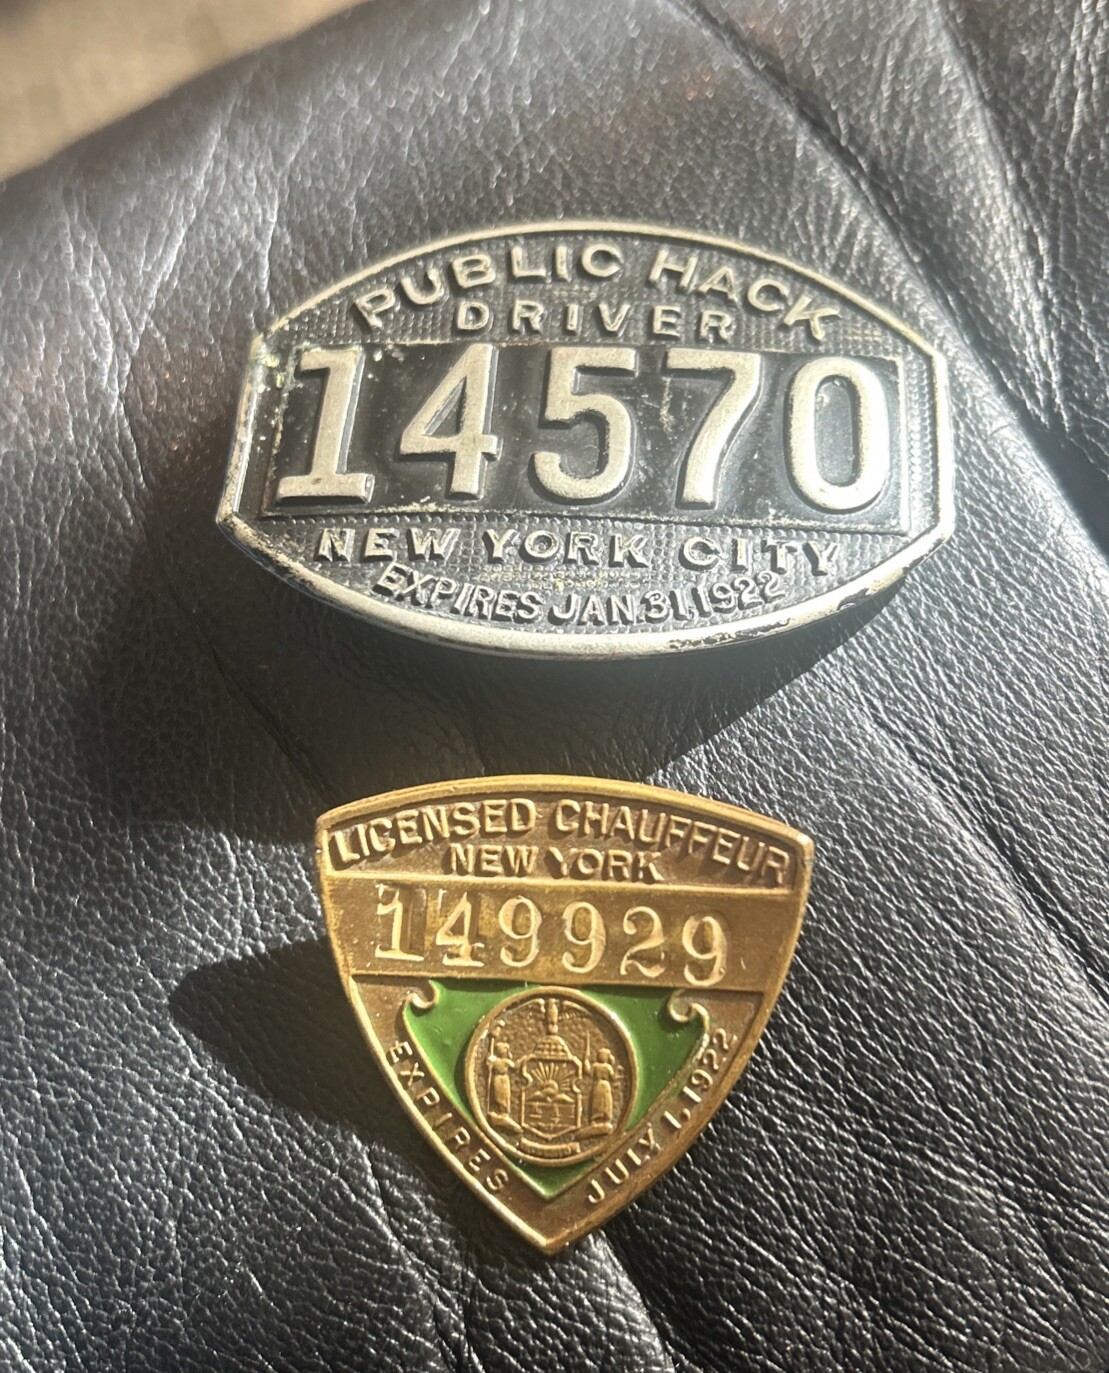 PUBLIC HACK
DRIVER
14570
NEW YORK CITY
EXPIRES JAN.31,1922
LICENSED CHAUFFEUR
NEW YORK
149929
EXPIRES JULY 1, 1922